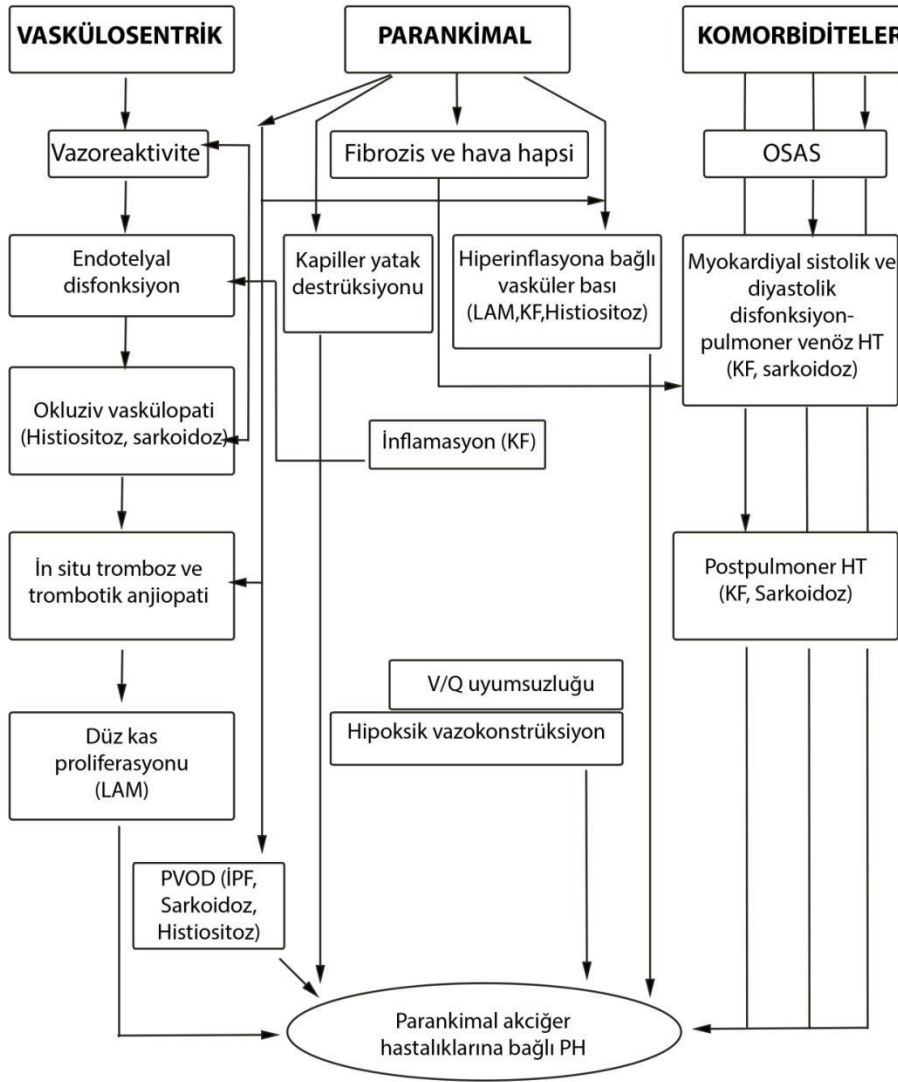 VASKÜLOSENTRİK
PARANKİMAL
KOMORBİDİTELER
Vazoreaktivite
Fibrozis ve hava hapsi
OSAS
Endotelyal
disfonksiyon
Kapiller yatak
destrüksiyonu
Hiperinflasyona bağlı
vasküler bası
(LAM,KF,Histiositoz)
Myokardiyal sistolik ve
diyastolik
disfonksiyon-
pulmoner venöz HT
(KF, sarkoidoz)
Okluziv vaskülopati
(Histiositoz, sarkoidoz)
İnflamasyon (KF)
İn situ tromboz ve
trombotik anjiopati
Postpulmoner HT
(KF, Sarkoidoz)
V/Q uyumsuzluğu
Hipoksik vazokonstrüksiyon
Düz kas
proliferasyonu
(LAM)
PVOD (İPF,
Sarkoidoz,
Histiositoz)
Parankimal akciğer
hastalıklarına bağlı PH